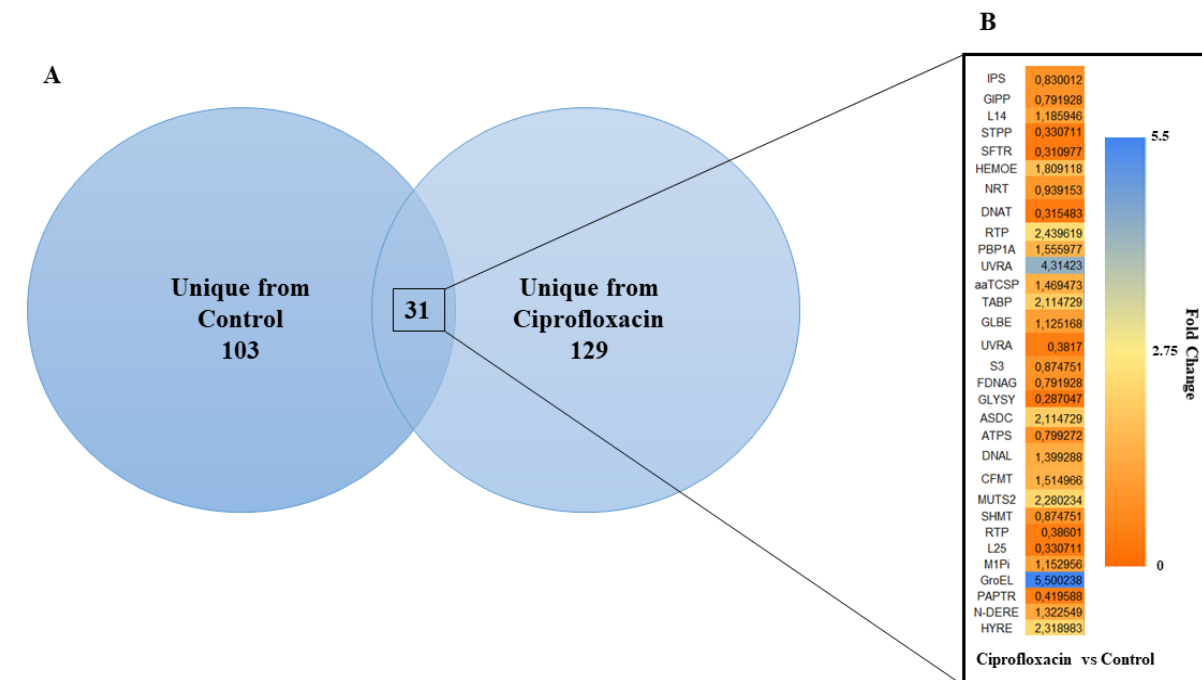 B
A
IPS 0,830012
GIPP 0,791928
L14 1,185946
STPP 0,330711
SFTR 0,310977
HEMOE 1,809118
NRT 0,939153
DNAT 0,315483
RTP 2,439619
PBP1A 1,555977
UVRA 4,31423
aaTCSP 1,469473
TABP 2,114729
GLBE 1,125168
UVRA 0,3817
S3 0,874751
FDNAG 0,791928
GLYSY 0,287047
ASDC 2,114729
ATPS 0,799272
DNAL 1,399288
CFMT 1,514966
MUTS2 2,280234
SHMT 0,874751
RTP 0,38601
L25 0,330711
M1Pi 1,152956
GroEL 5,500238
PAPTR 0,419588
N-DERE 1,322549
HYRE 2,318983
Ciprofloxacin vs Control
5.5
2.75
0
Fold Change
Unique from
Control
103
31
Unique from
Ciprofloxacin
129